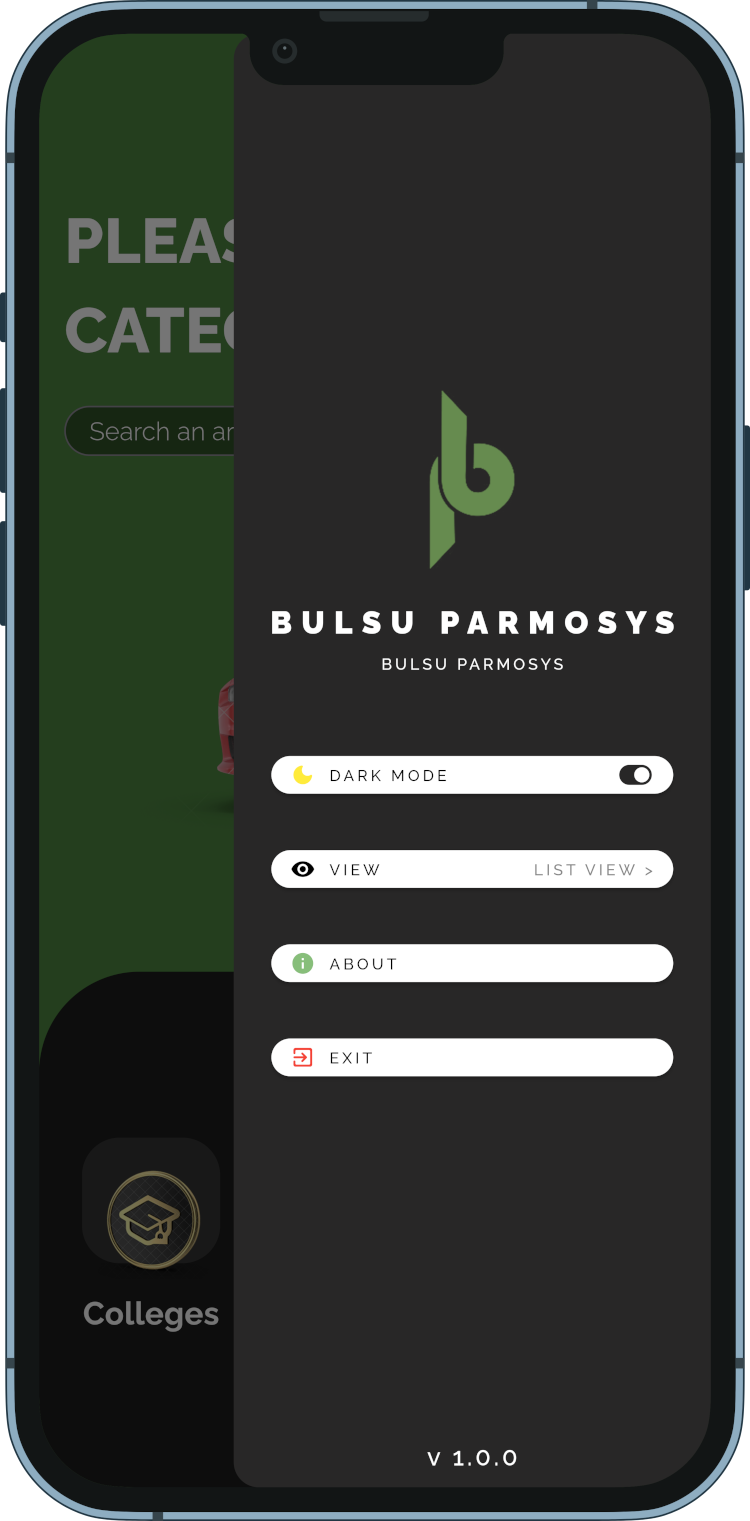 PLEAS
CATEG
Search an ar
BULSU PARMOSYS
BULSU PARMOSYS
DARK MODE
VIEW LIST VIEW >
ABOUT
EXIT
Colleges
v 1.0.0